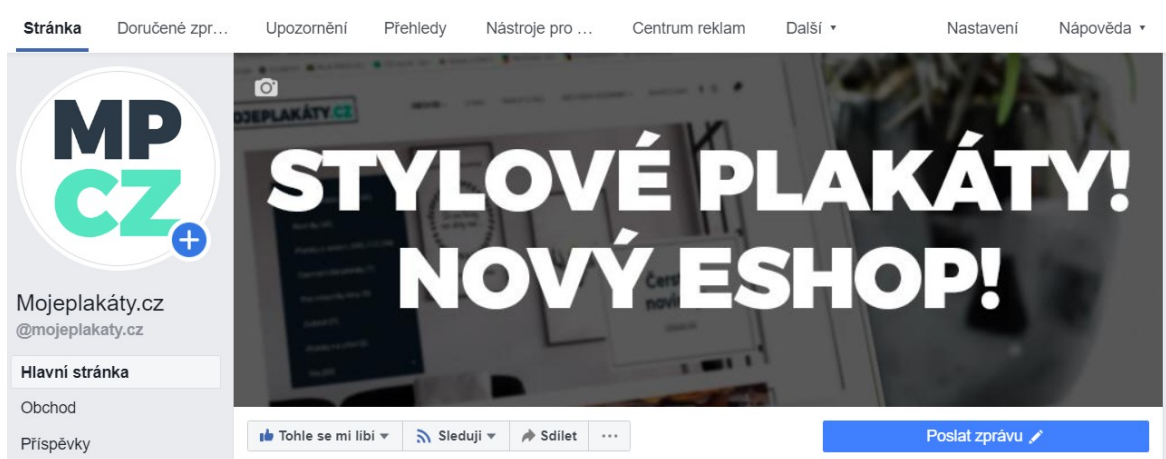 Stránka Doručené zpr... Upozornění Přehledy Nástroje pro ... Centrum reklam Další Nastavení Nápověda
MP
CZ
Mojeplakáty.cz
@mojeplakaty.cz
Hlavní stránka
Obchod
Příspěvky
OJEPLAKÁTY.CZ
STYLOVÉ PLAKÁTY!
NOVÝ ESHOP!
Tohle se mi líbí Sleduji Sdílet ... Poslat zprávu